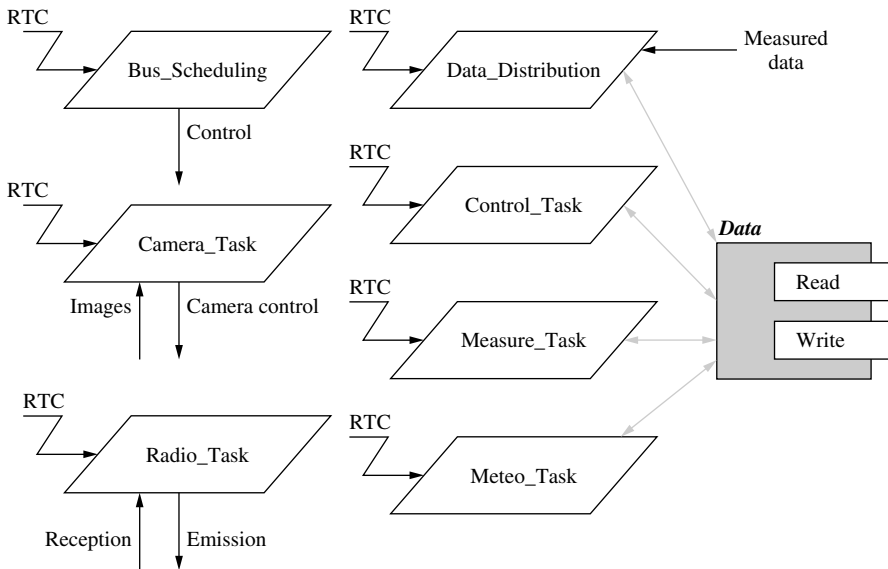 RTC
Bus_Scheduling
Control
RTC
Camera_Task
Images
Camera control
RTC
Radio_Task
Reception
Emission
RTC
Data_Distribution
Measured
data
RTC
Control_Task
RTC
Measure_Task
RTC
Meteo_Task
Data
Read
Write